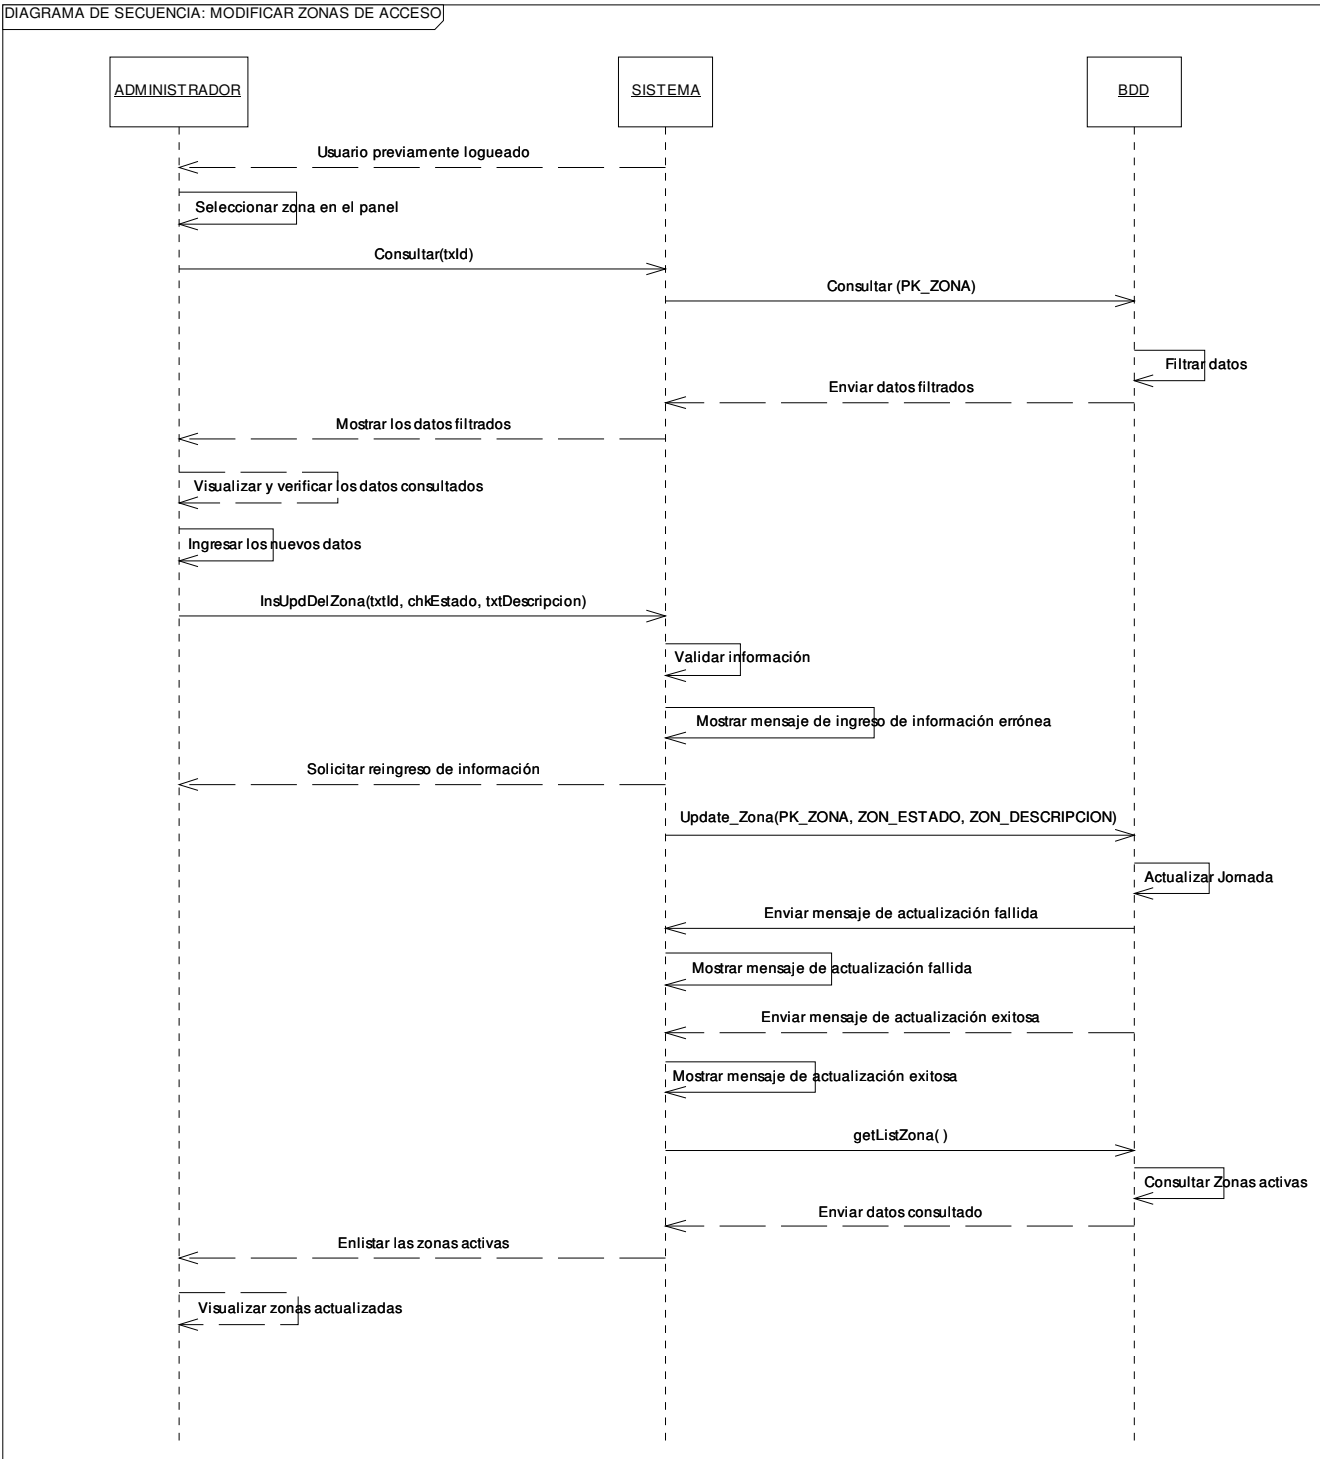 DIAGRAMA DE SECUENCIA: MODIFICAR ZONAS DE ACCESO
ADMINISTRADOR
SISTEMA
BDD
Usuario previamente logueado
Seleccionar zona en el panel
Consultar(txId)
Consultar (PK_ZONA)
Filtrar datos
Enviar datos filtrados
Mostrar los datos filtrados
Visualizar y verificar los datos consultados
Ingresar los nuevos datos
InsUpdDelZona(txtId, chkEstado, txtDescripcion)
Validar información
Mostrar mensaje de ingreso de información errónea
Solicitar reingreso de información
Update_Zona(PK_ZONA, ZON_ESTADO, ZON_DESCRIPCION)
Actualizar Jornada
Enviar mensaje de actualización fallida
Mostrar mensaje de actualización fallida
Enviar mensaje de actualización exitosa
Mostrar mensaje de actualización exitosa
getListZona( )
Consultar Zonas activas
Enviar datos consultado
Enlistar las zonas activas
Visualizar zonas actualizadas